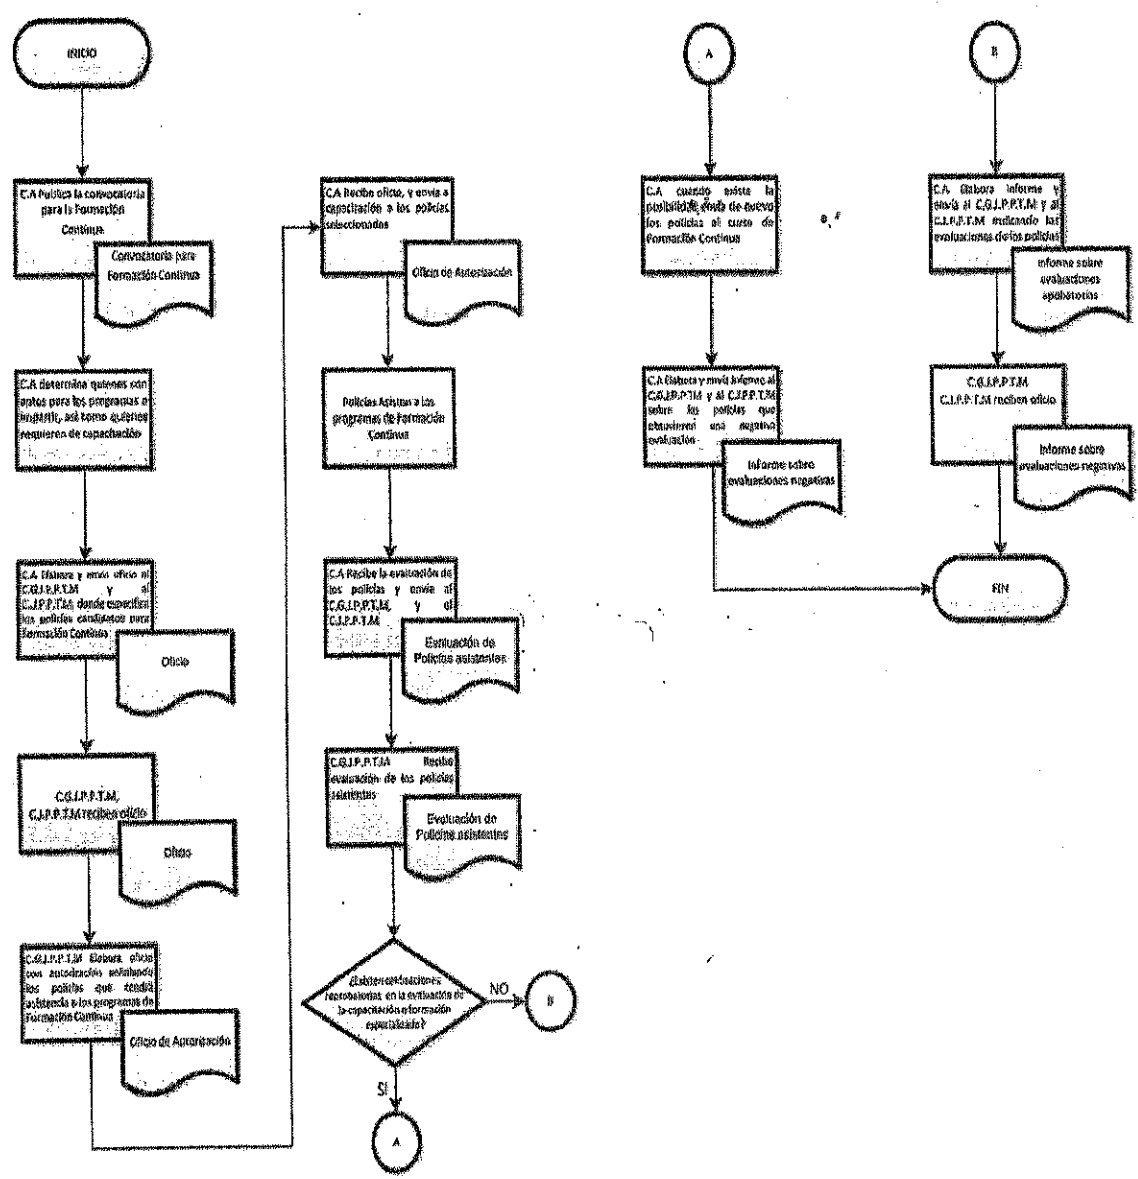 INICIO
C.A Publica la convocatoria
para la Formación
Continua
Convocatoria para
Formación Continua
C.A determina quienes son
aptos para los programas a
impartir, así como quienes
requieren de capacitación
C.A Elabora y envía oficio al
C.G.I.P.P.T.M y al
C.I.P.P.T.M, donde especifica
los policías candidatos para
Formación Continua
Oficio
C.G.I.P.P.T.M,
C.I.P.P.T.M reciben oficio
Oficio
C.G.I.P.P.T.M Elabora oficio
con autorización señalando
los policías que tendrá
asistencia a los programas de
Formación Continua
Oficio de Autorización
C.A Recibe oficio, y envía a
capacitación a los policías
seleccionados
Oficio de Autorización
Policías Asisten a los
programas de Formación
Continua
C.A Recibe la evaluación de
los policías y envía al
C.G.I.P.P.T.M, y al
C.I.P.P.T.M
Evaluación de
Policías asistentes
C.G.I.P.P.T.M Recibe
evaluación de los policías
asistentes
Evaluación de
Policías asistentes
¿Existen evaluaciones
reprobatorias, en la evaluación de
la capacitación o formación
especializada?
NO
B
SI
A
A
C.A cuando exista la
posibilidad, envía de nuevo
los policías al curso de
Formación Continua
C.A Elabora y envía informe al
C.G.I.P.P.T.M y al C.I.P.P.T.M
sobre los policías que
obtuvieron una negativa
evaluación
Informe sobre
evaluaciones negativas
B
C.A Elabora informe y
envía al C.G.I.P.P.T.M y al
C.I.P.P.T.M indicando las
evaluaciones de los policías
Informe sobre
evaluaciones
apobatorias
C.G.I.P.P.T.M
C.I.P.P.T.M reciben oficio
Informe sobre
evaluaciones negativas
FIN